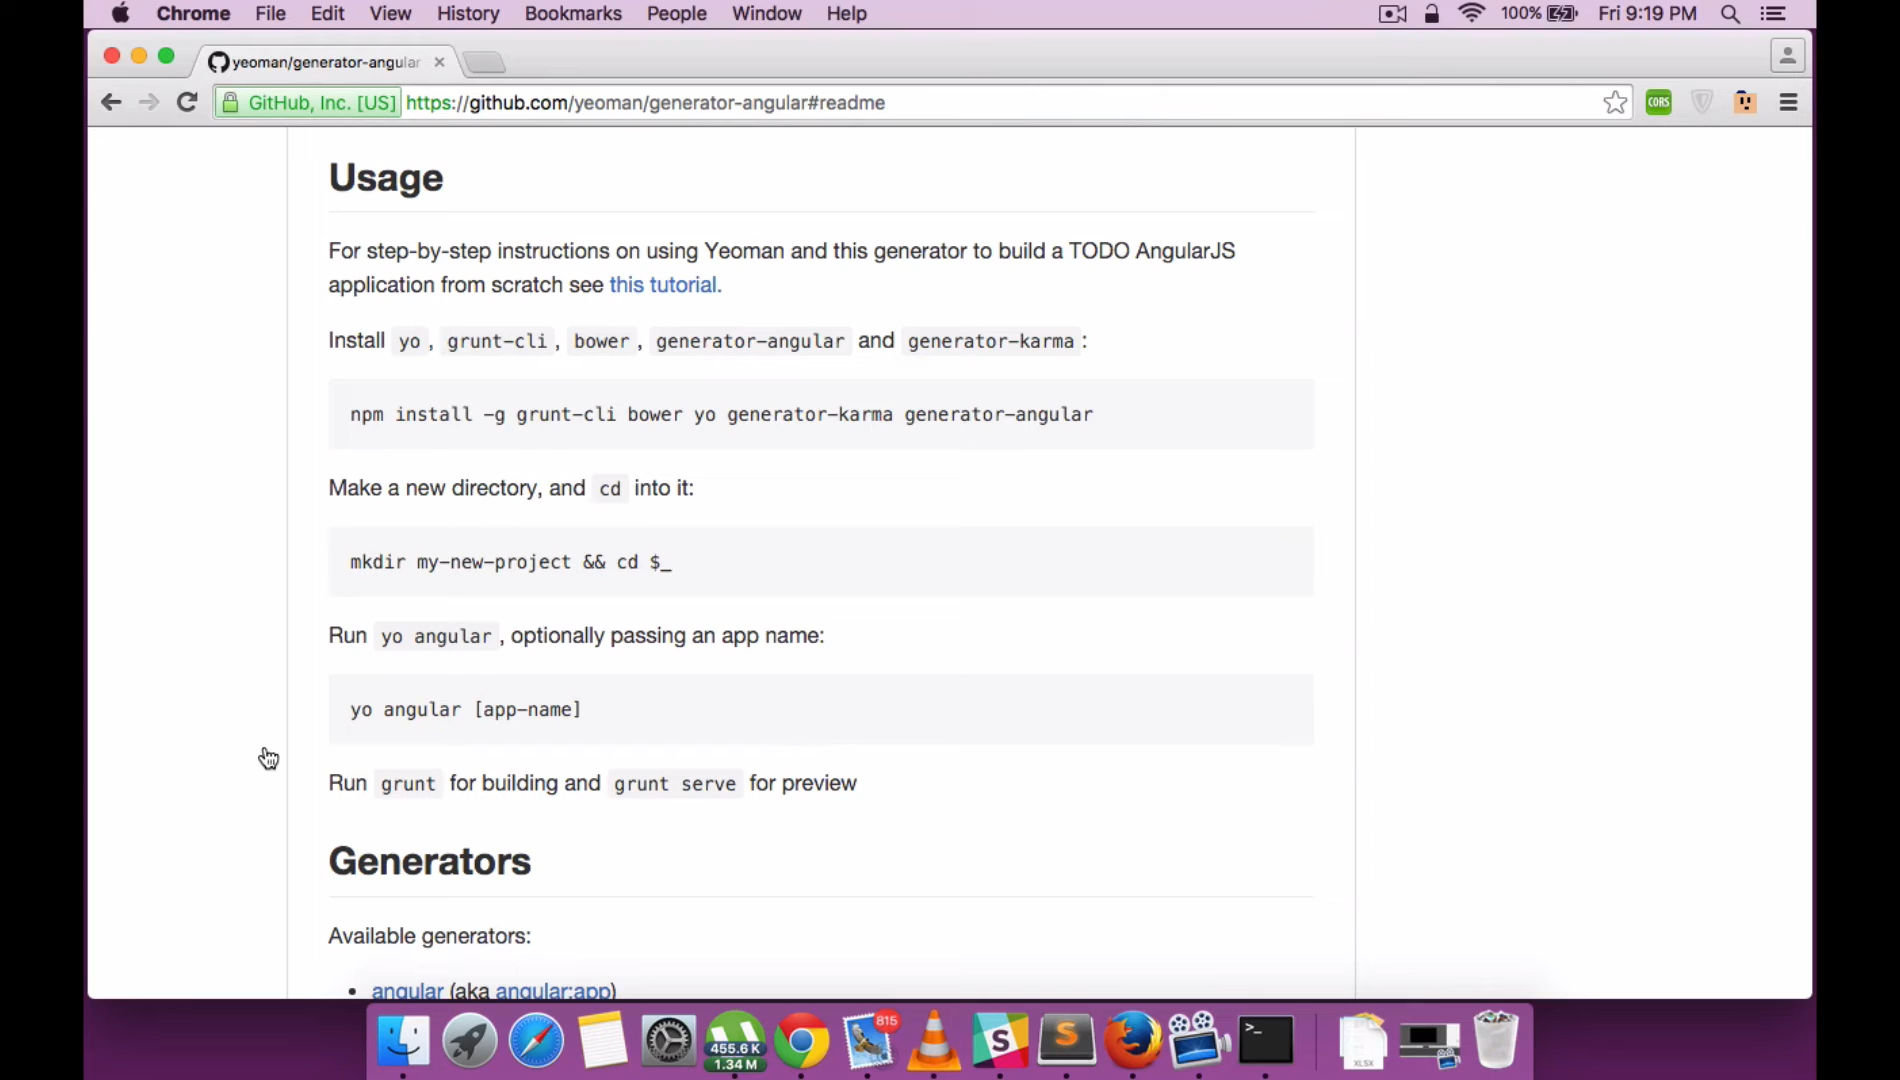 Chrome File Edit View History Bookmarks People Window Help 100% Fri 9:19 PM
yeoman/generator-angular
GitHub, Inc. [US] https://github.com/yeoman/generator-angular#readme
CORS
Usage
For step-by-step instructions on using Yeoman and this generator to build a TODO AngularJS
application from scratch see this tutorial.
Install yo, grunt-cli, bower, generator-angular and generator-karma:
npm install -g grunt-cli bower yo generator-karma generator-angular
Make a new directory, and cd into it:
mkdir my-new-project && cd $_
Run yo angular, optionally passing an app name:
yo angular [app-name]
Run grunt for building and grunt serve for preview
Generators
Available generators:
• angular (aka angular:app)
815
455.6 K
1.34 M
S
S
>_
XLSX